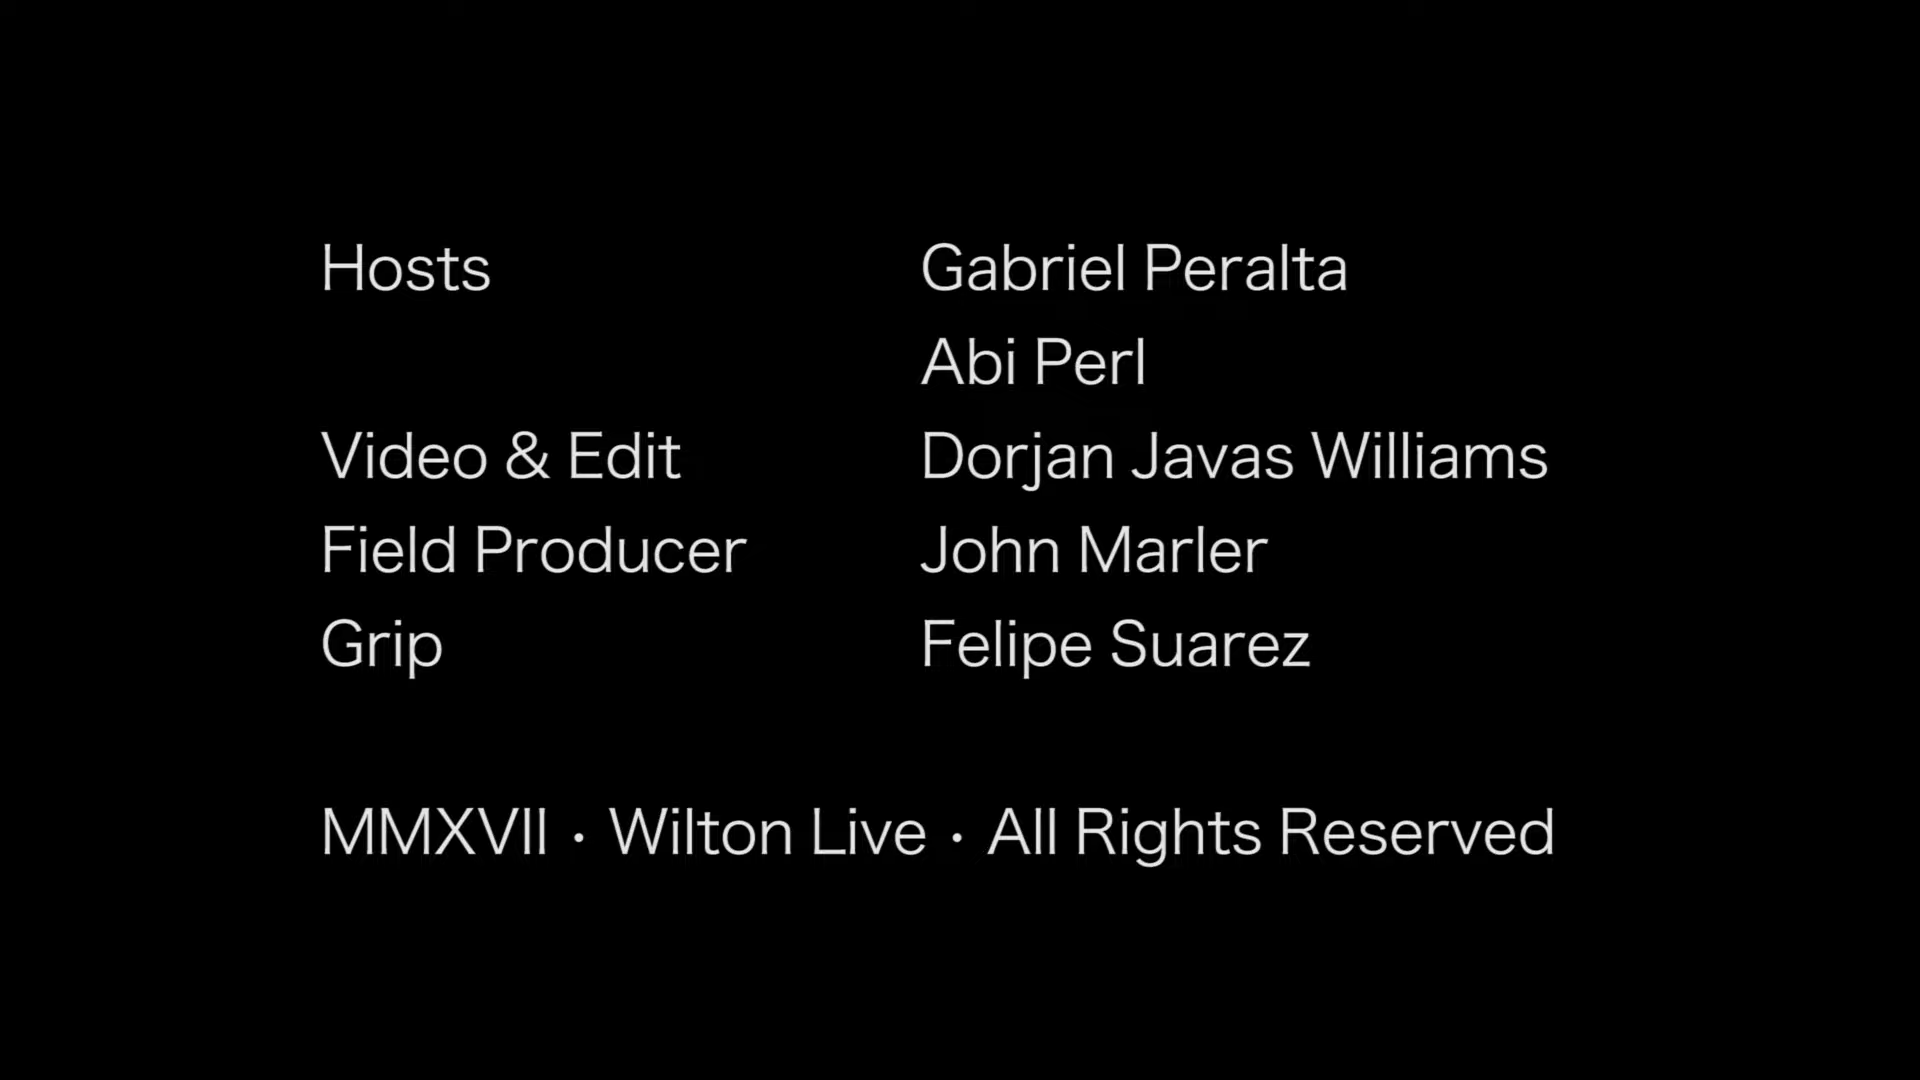 Hosts Gabriel Peralta
Abi Perl
Video & Edit Dorjan Javas Williams
Field Producer John Marler
Grip Felipe Suarez
MMXVII · Wilton Live · All Rights Reserved